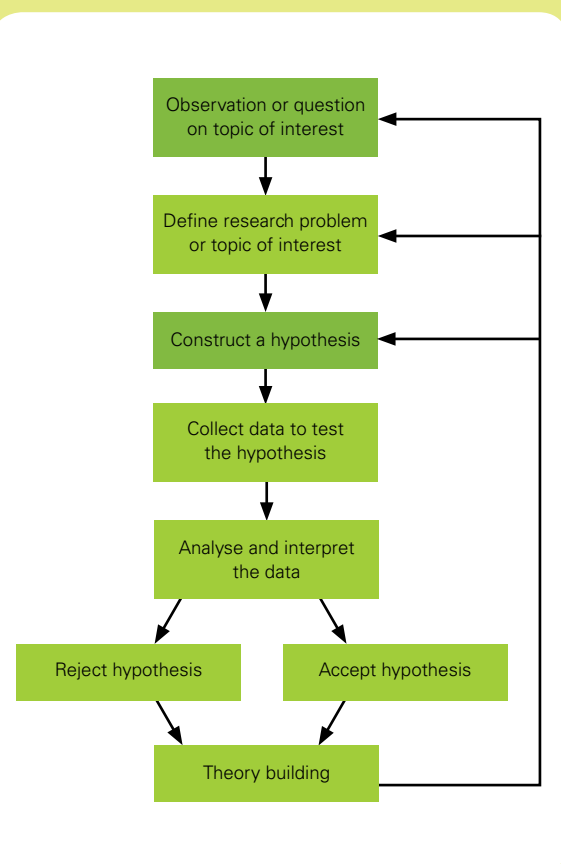 Observation or question
on topic of interest
Define research problem
or topic of interest
Construct a hypothesis
Collect data to test
the hypothesis
Analyse and interpret
the data
Reject hypothesis
Accept hypothesis
Theory building